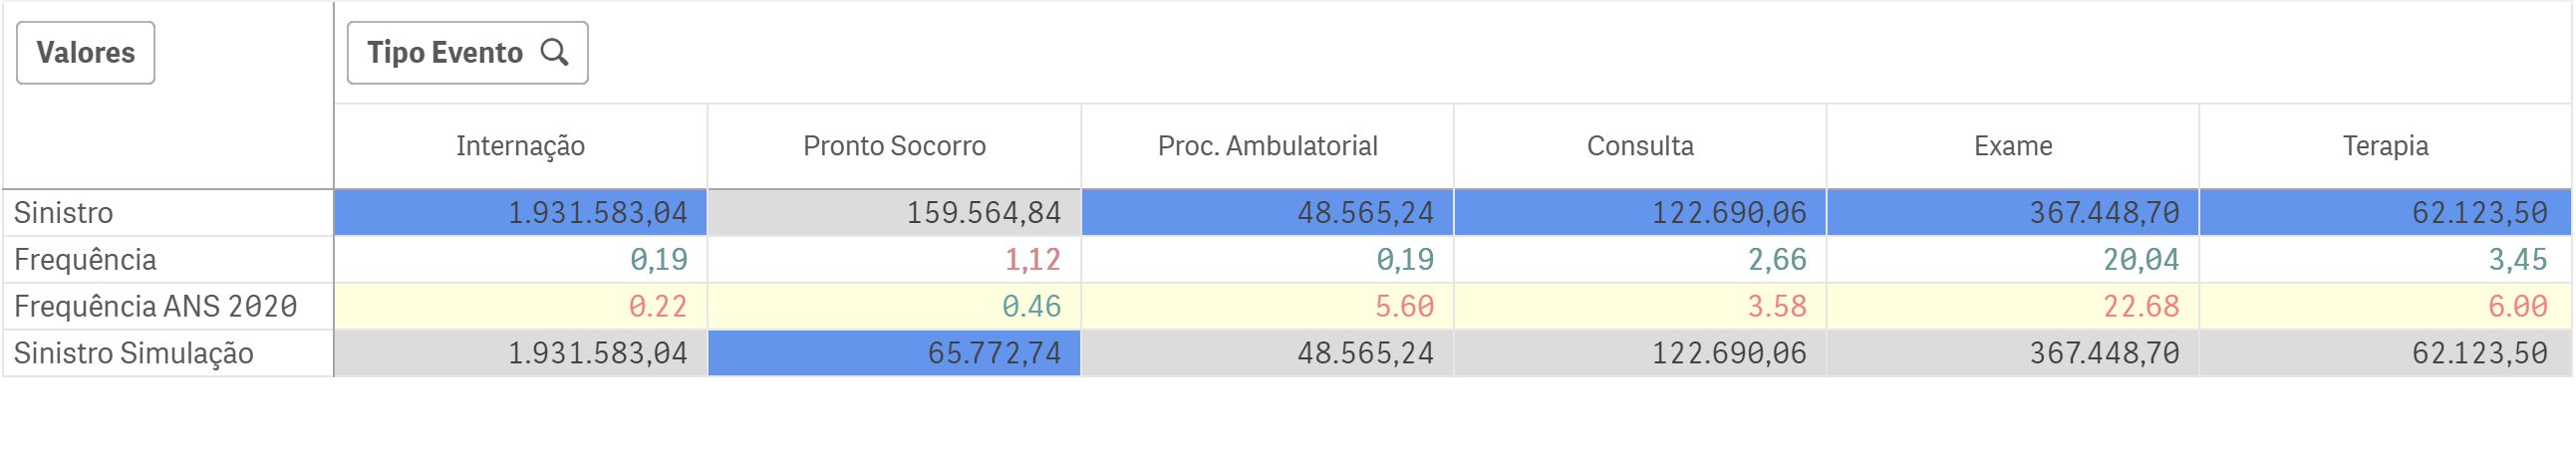 Valores Tipo Evento
Internação Pronto Socorro Proc. Ambulatorial Consulta Exame Terapia
Sinistro 1.931.583,04 159.564,84 48.565,24 122.690,06 367.448,70 62.123,50
Frequência 0,19 1,12 0,19 2,66 20,04 3,45
Frequência ANS 2020 0.22 0.46 5.60 3.58 22.68 6.00
Sinistro Simulação 1.931.583,04 65.772,74 48.565,24 122.690,06 367.448,70 62.123,50